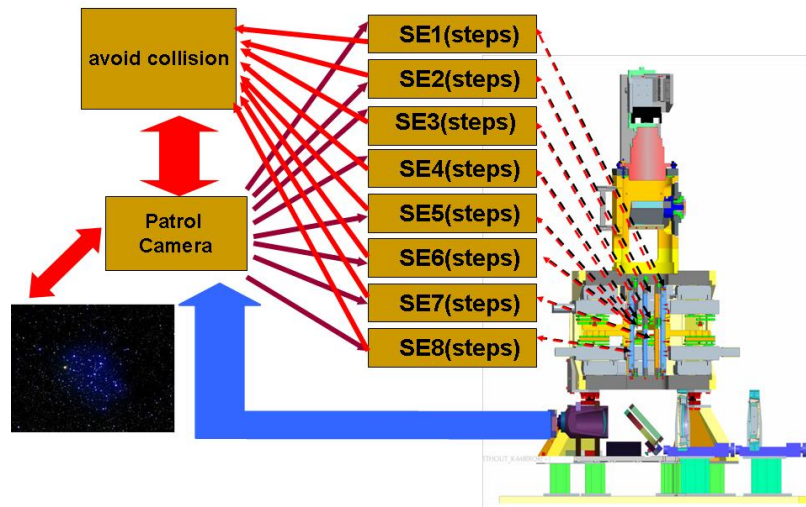 avoid collision
Patrol
Camera
SE1(steps)
SE2(steps)
SE3(steps)
SE4(steps)
SE5(steps)
SE6(steps)
SE7(steps)
SE8(steps)